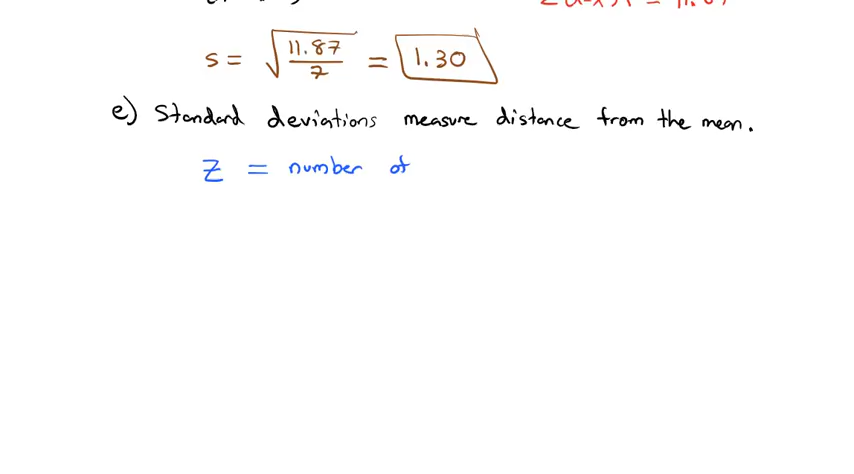 s = √(11.87/7) = 1.30
e) Standard deviations measure distance from the mean.
Z = number of